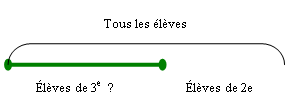 Tous les élèves
Élèves de 3e ? Élèves de 2e